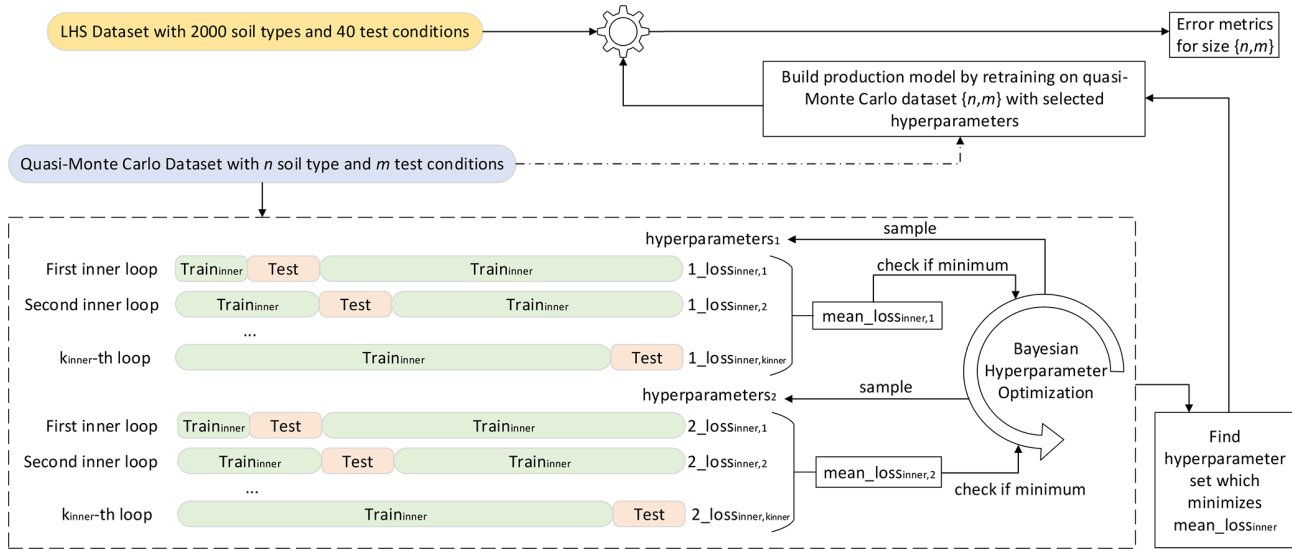 LHS Dataset with 2000 soil types and 40 test conditions
Error metrics
for size {n,m}
Build production model by retraining on quasi-
Monte Carlo dataset {n,m} with selected
hyperparameters
Quasi-Monte Carlo Dataset with n soil type and m test conditions
hyperparameters1
sample
First inner loop
Traininner
Test
Traininner
1_lossinner,1
check if minimum
Second inner loop
Traininner
Test
Traininner
1_lossinner,2
mean_lossinner,1
...
kinner-th loop
Traininner
Test
1_lossinner,kinner
Bayesian
Hyperparameter
Optimization
hyperparameters2
sample
First inner loop
Traininner
Test
Traininner
2_lossinner,1
Second inner loop
Traininner
Test
Traininner
2_lossinner,2
mean_lossinner,2
check if minimum
...
kinner-th loop
Traininner
Test
2_lossinner,kinner
Find
hyperparameter
set which
minimizes
mean_lossinner